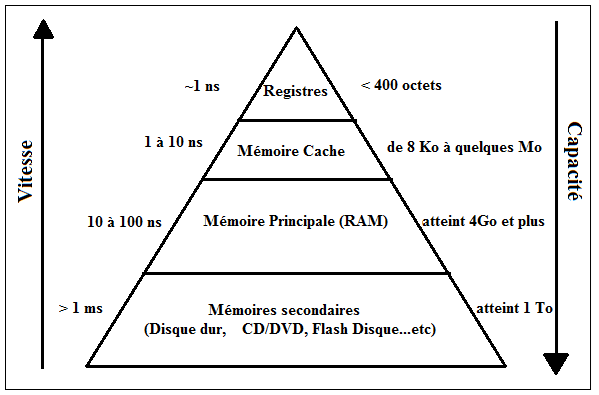 ~1 ns
Registres
< 400 octets
1 à 10 ns
Mémoire Cache
de 8 Ko à quelques Mo
Vitesse
Capacité
10 à 100 ns
Mémoire Principale (RAM)
atteint 4Go et plus
> 1 ms
Mémoires secondaires
atteint 1 To
(Disque dur, CD/DVD, Flash Disque...etc)